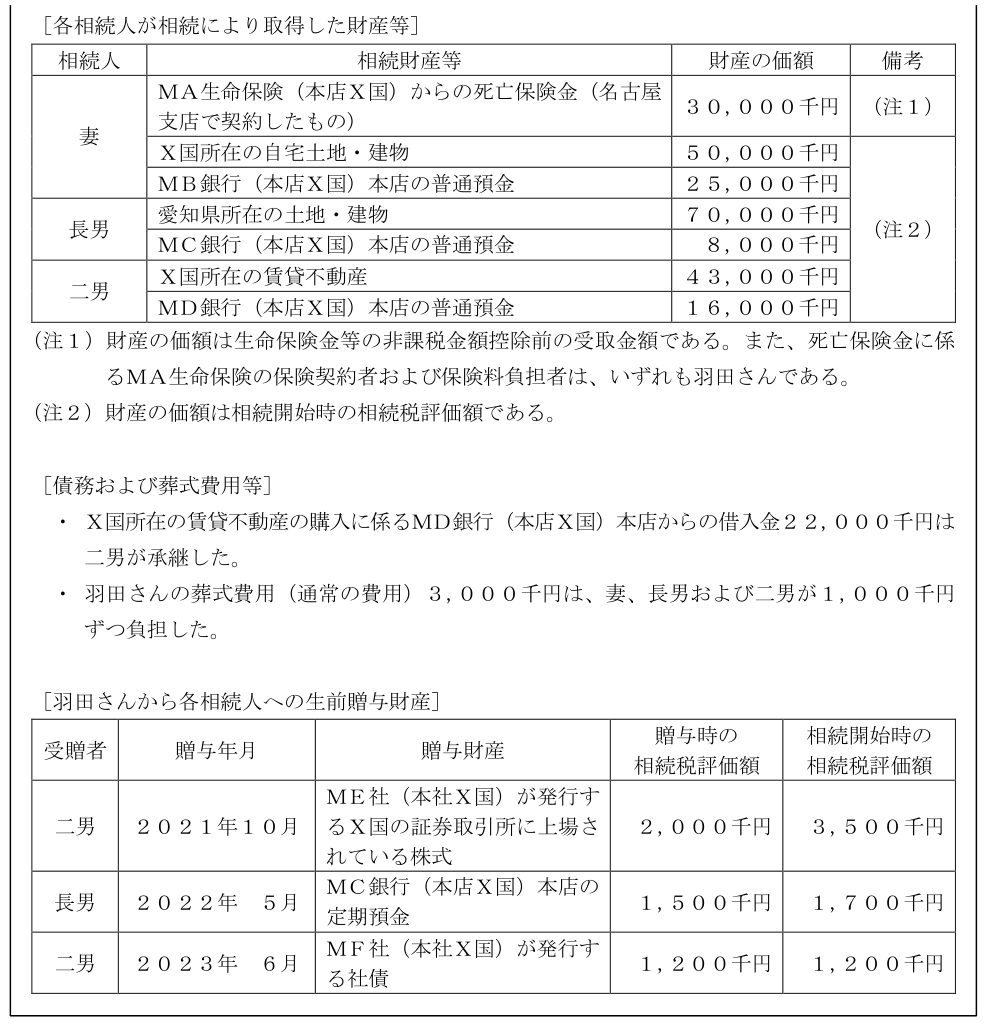 ［各相続人が相続により取得した財産等］
相続人 相続財産等 財産の価額 備考
妻 ＭＡ生命保険（本店Ｘ国）からの死亡保険金（名古屋
支店で契約したもの） ３０,０００千円 （注１）
Ｘ国所在の自宅土地・建物 ５０,０００千円 （注２）
ＭＢ銀行（本店Ｘ国）本店の普通預金 ２５,０００千円
長男 愛知県所在の土地・建物 ７０,０００千円
ＭＣ銀行（本店Ｘ国）本店の普通預金 ８,０００千円
二男 Ｘ国所在の賃貸不動産 ４３,０００千円
ＭＤ銀行（本店Ｘ国）本店の普通預金 １６,０００千円
（注１）財産の価額は生命保険金等の非課税金額控除前の受取金額である。また、死亡保険金に係
るＭＡ生命保険の保険契約者および保険料負担者は、いずれも羽田さんである。
（注２）財産の価額は相続開始時の相続税評価額である。
［債務および葬式費用等］
・ Ｘ国所在の賃貸不動産の購入に係るＭＤ銀行（本店Ｘ国）本店からの借入金２２,０００千円は
二男が承継した。
・ 羽田さんの葬式費用（通常の費用）３,０００千円は、妻、長男および二男が１,０００千円
ずつ負担した。
［羽田さんから各相続人への生前贈与財産］
受贈者 贈与年月 贈与財産 贈与時の
相続税評価額 相続開始時の
相続税評価額
二男 ２０２１年１０月 ＭＥ社（本社Ｘ国）が発行す
るＸ国の証券取引所に上場さ
れている株式 ２,０００千円 ３,５００千円
長男 ２０２２年　５月 ＭＣ銀行（本店Ｘ国）本店の
定期預金 １,５００千円 １,７００千円
二男 ２０２３年　６月 ＭＦ社（本社Ｘ国）が発行す
る社債 １,２００千円 １,２００千円